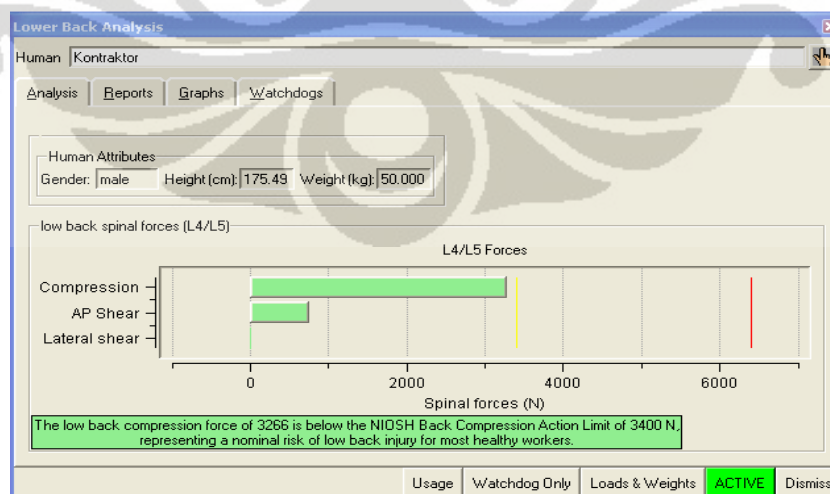 Lower Back Analysis
Human Kontraktor
Analysis Reports Graphs Watchdogs
Human Attributes
Gender: male Height (cm): 175.49 Weight (kg): 50.000
low back spinal forces (L4/L5)
L4/L5 Forces
Compression
AP Shear
Lateral shear
0 2000 4000 6000
Spinal forces (N)
The low back compression force of 3266 is below the NIOSH Back Compression Action Limit of 3400 N,
representing a nominal risk of low back injury for most healthy workers.
Usage Watchdog Only Loads & Weights ACTIVE Dismiss